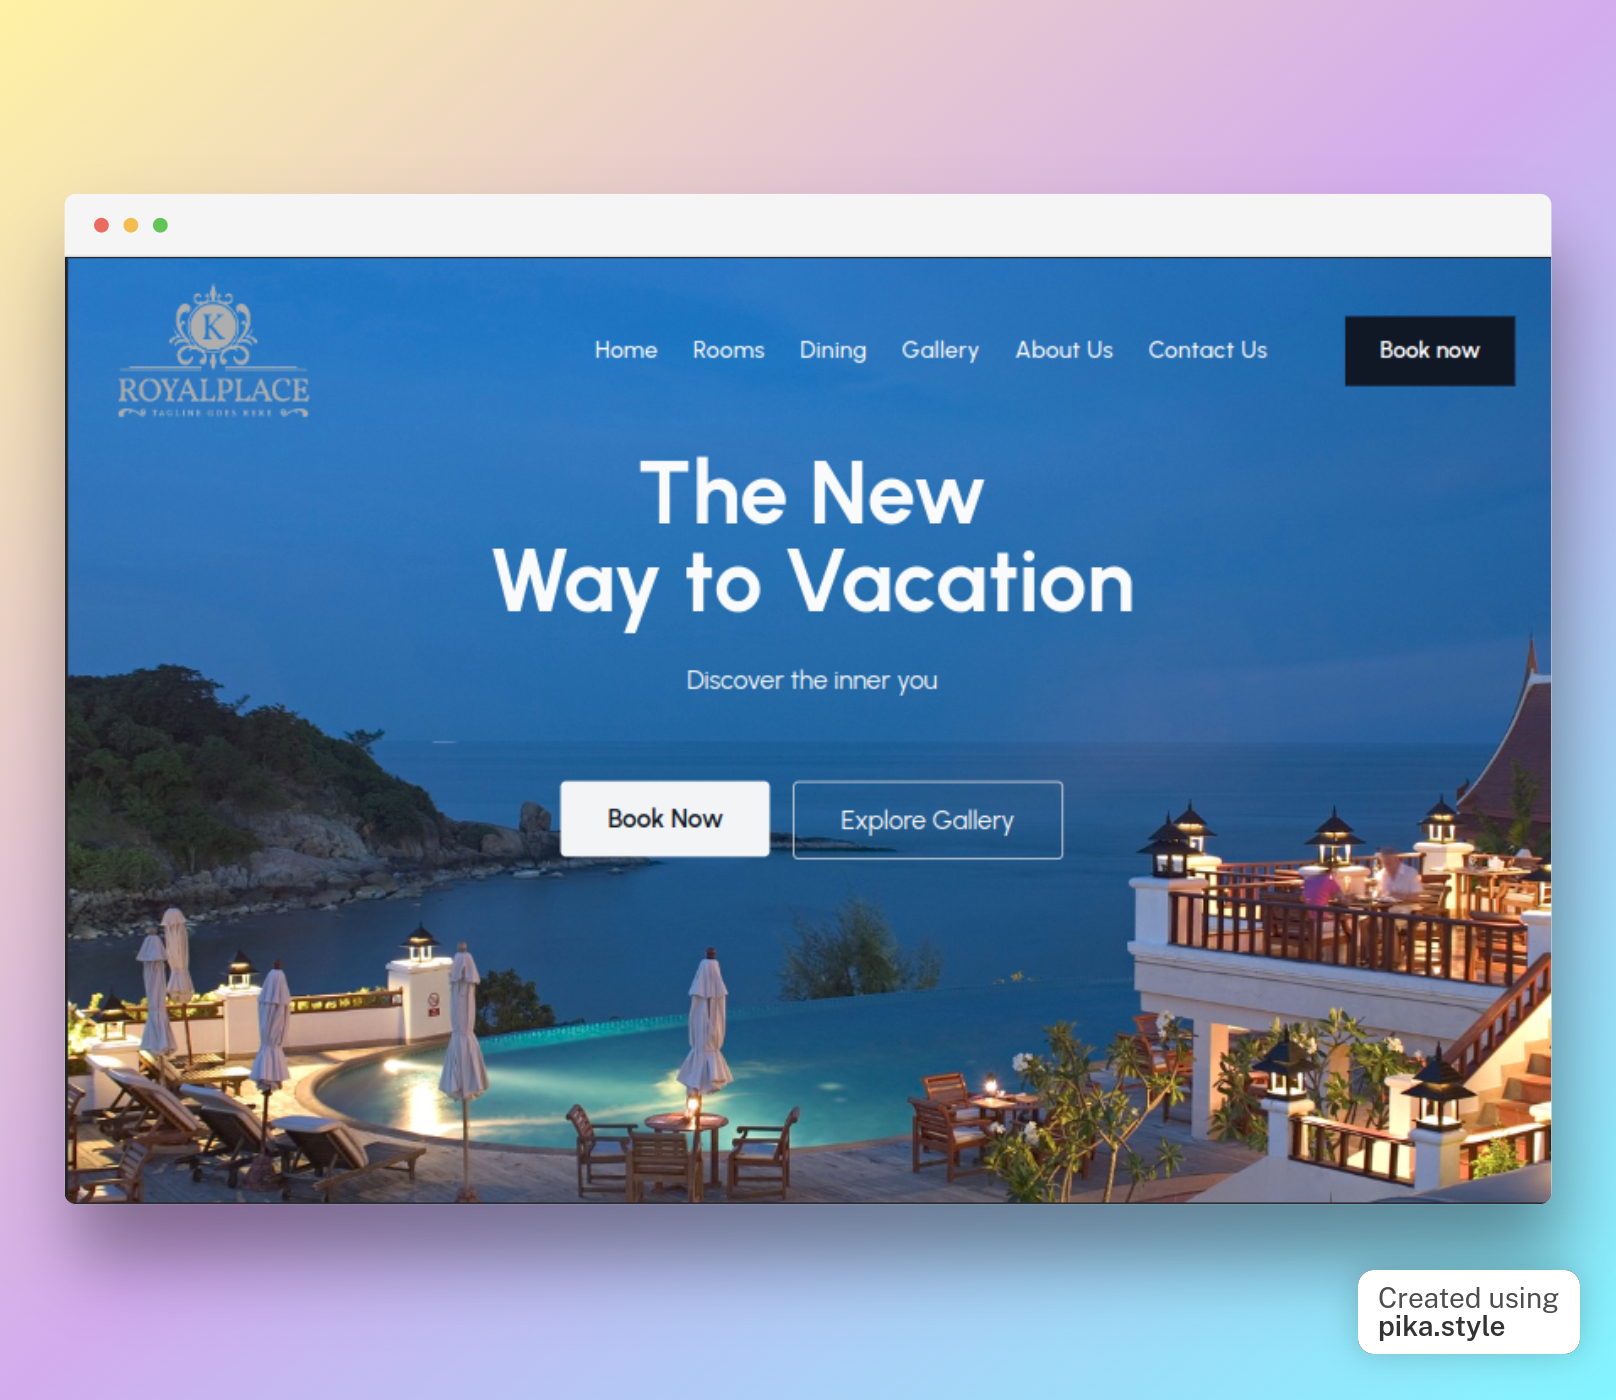 K
ROYALPLACE
TAGLINE GOES HERE
Home Rooms Dining Gallery About Us Contact Us Book now
The New
Way to Vacation
Discover the inner you
Book Now Explore Gallery
Created using
pika.style